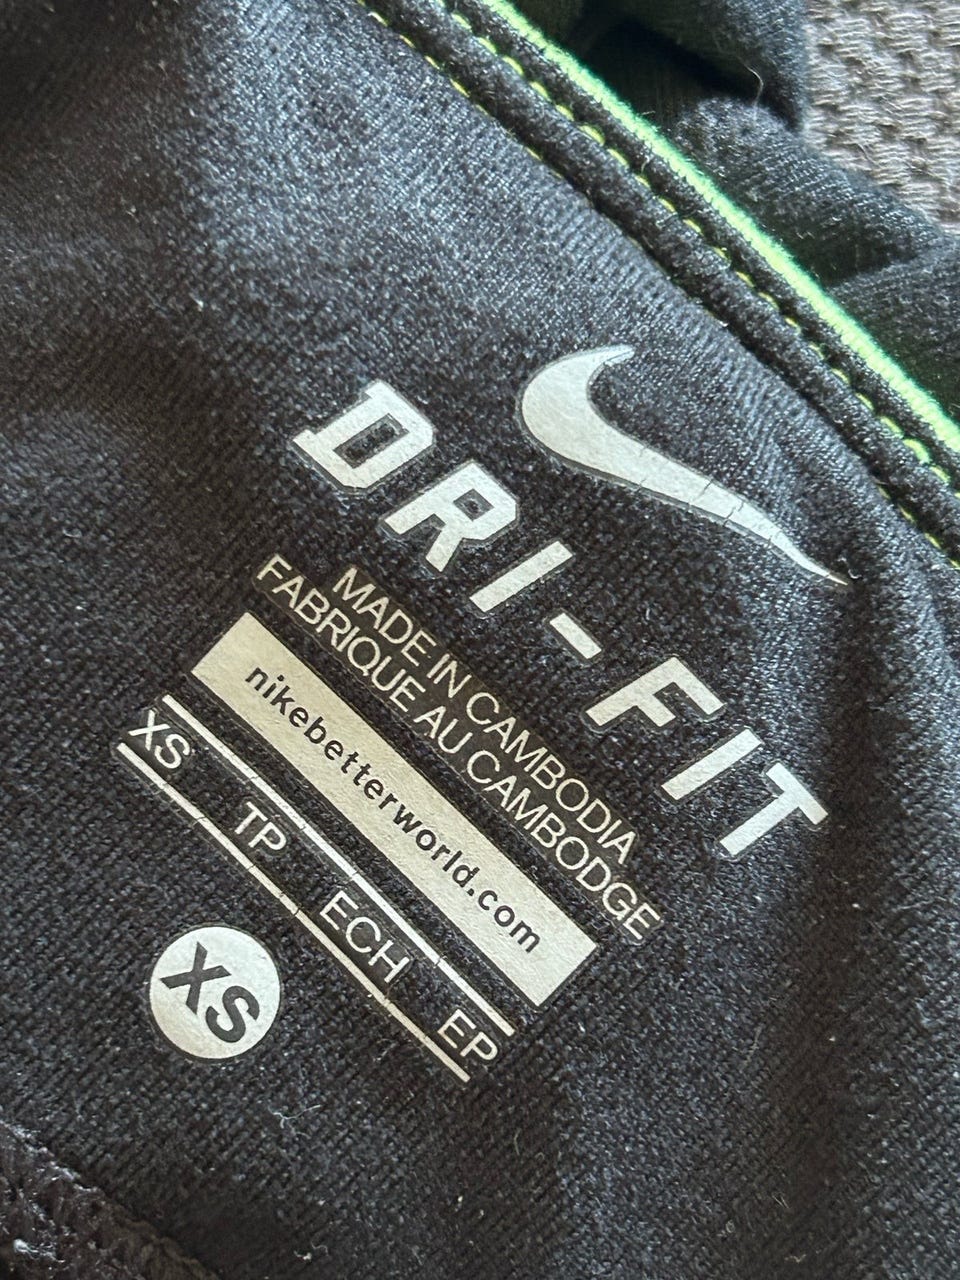 DRI-FIT
MADE IN CAMBODIA
FABRIQUE AU CAMBODGE
nikebetterworld.com
XS TP ECH EP
XS